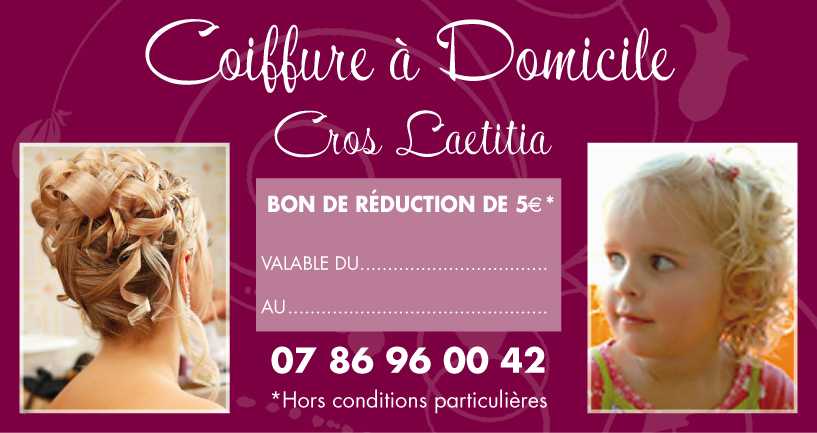 Coiffure à Domicile
Cros Laetitia
BON DE RÉDUCTION DE 5€*
VALABLE DU..................................
AU...............................................
07 86 96 00 42
*Hors conditions particulières